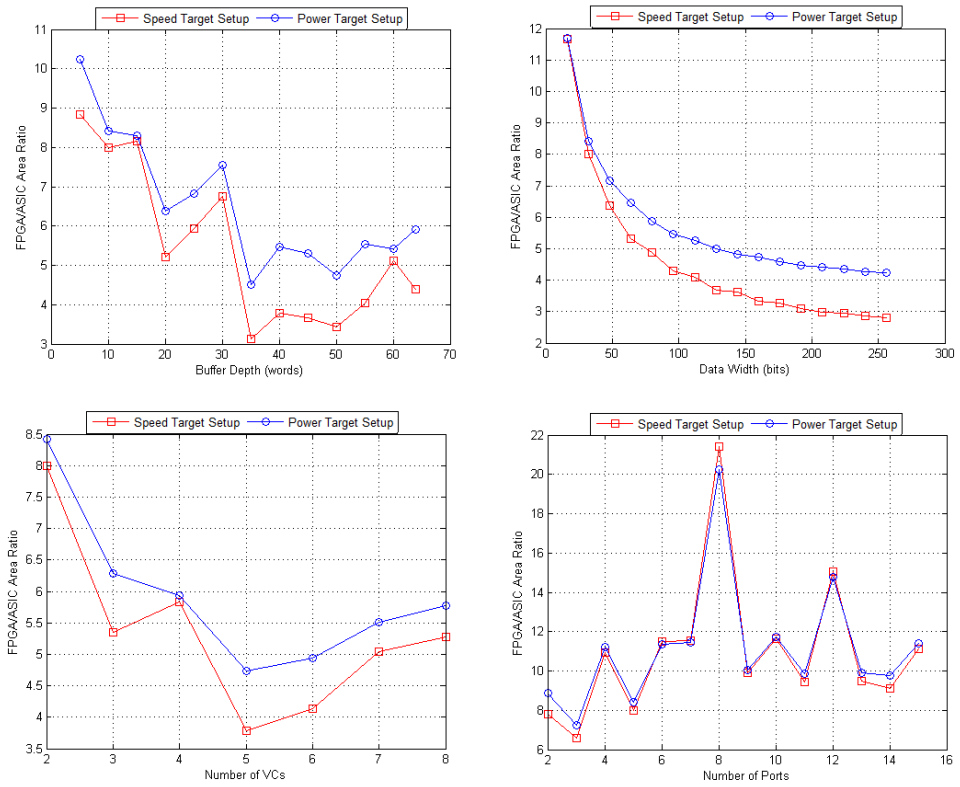 Speed Target Setup Power Target Setup
11
10
9
8
7
6
5
4
3
0 10 20 30 40 50 60 70
FPGA/ASIC Area Ratio
Buffer Depth (words)
Speed Target Setup Power Target Setup
12
11
10
9
8
7
6
5
4
3
2
0 50 100 150 200 250 300
FPGA/ASIC Area Ratio
Data Width (bits)
Speed Target Setup Power Target Setup
8.5
8
7.5
7
6.5
6
5.5
5
4.5
4
3.5
2 3 4 5 6 7 8
FPGA/ASIC Area Ratio
Number of VCs
Speed Target Setup Power Target Setup
22
20
18
16
14
12
10
8
6
2 4 6 8 10 12 14 16
FPGA/ASIC Area Ratio
Number of Ports